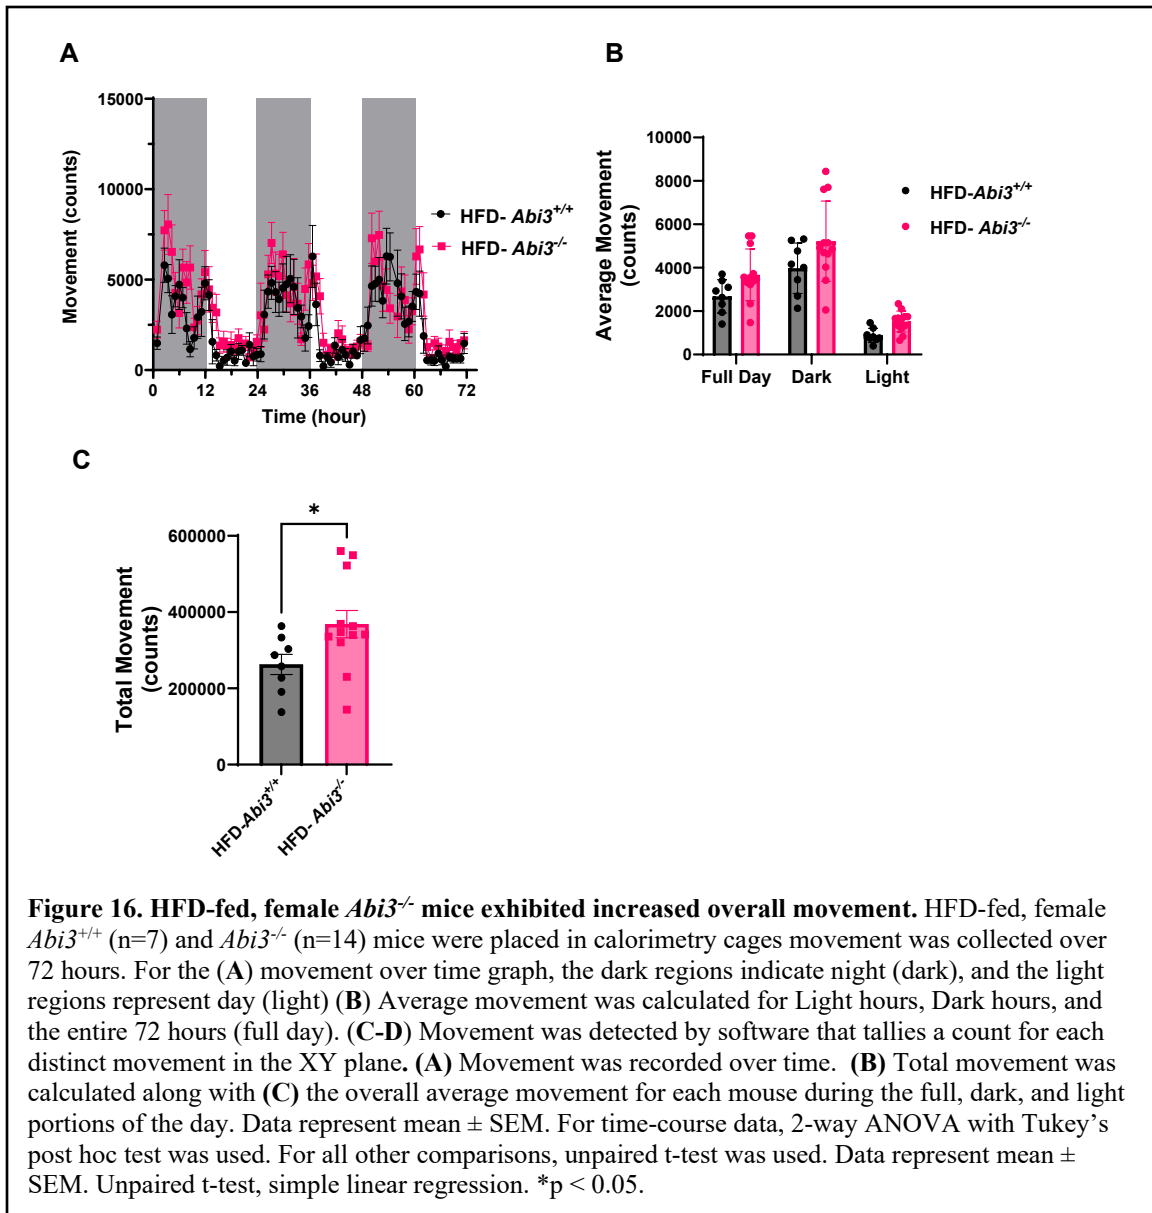 A
B
15000
10000
5000
0
Movement (counts)
0 12 24 36 48 60 72
Time (hour)
HFD- Abi3+/+
HFD- Abi3-/-
10000
8000
6000
4000
2000
0
Average Movement
(counts)
Full Day Dark Light
HFD-Abi3+/+
HFD- Abi3-/-
C
*
600000
400000
200000
0
Total Movement
(counts)
HFD-Abi3+/+
HFD- Abi3-/-
Figure 16. HFD-fed, female Abi3-/- mice exhibited increased overall movement. HFD-fed, female
Abi3+/+ (n=7) and Abi3-/- (n=14) mice were placed in calorimetry cages movement was collected over
72 hours. For the (A) movement over time graph, the dark regions indicate night (dark), and the light
regions represent day (light) (B) Average movement was calculated for Light hours, Dark hours, and
the entire 72 hours (full day). (C-D) Movement was detected by software that tallies a count for each
distinct movement in the XY plane. (A) Movement was recorded over time. (B) Total movement was
calculated along with (C) the overall average movement for each mouse during the full, dark, and light
portions of the day. Data represent mean ± SEM. For time-course data, 2-way ANOVA with Tukey's
post hoc test was used. For all other comparisons, unpaired t-test was used. Data represent mean ±
SEM. Unpaired t-test, simple linear regression. *p < 0.05.